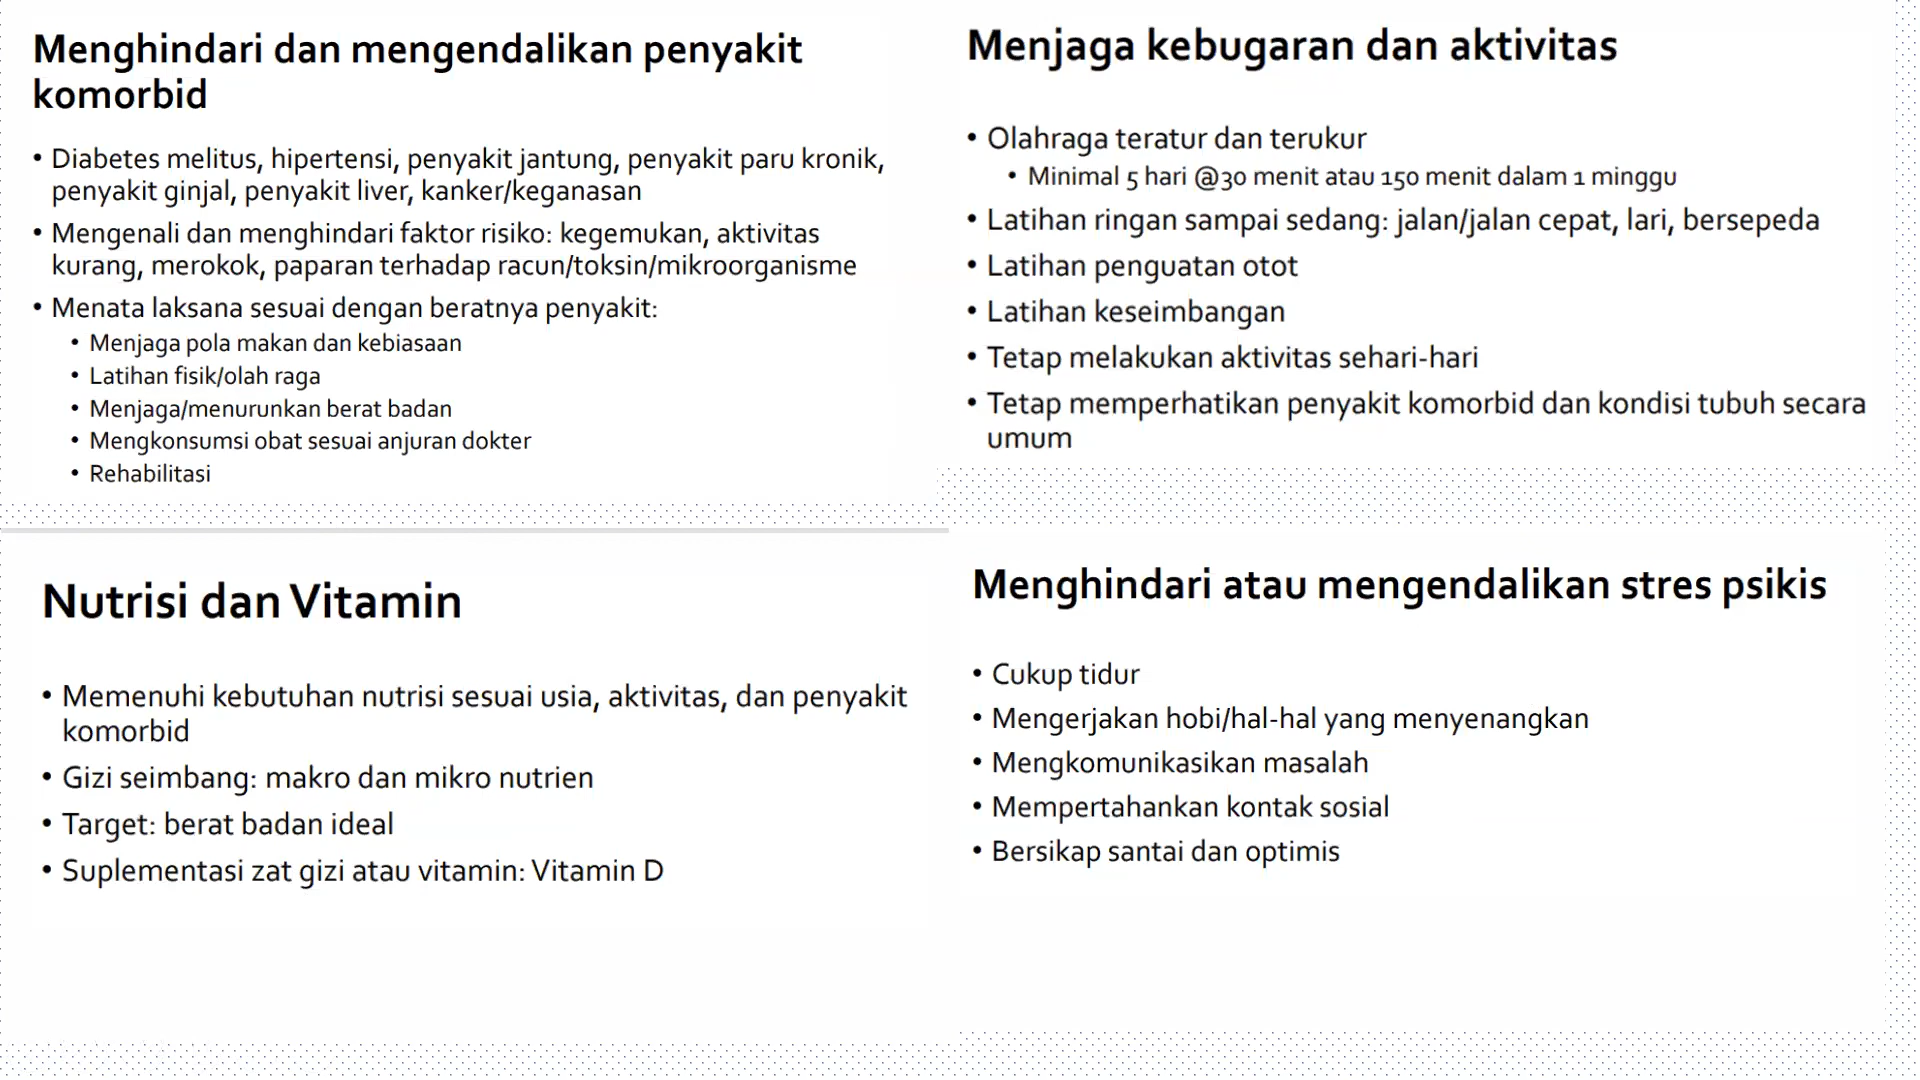 Menghindari dan mengendalikan penyakit
komorbid
• Diabetes melitus, hipertensi, penyakit jantung, penyakit paru kronik,
penyakit ginjal, penyakit liver, kanker/keganasan
• Mengenali dan menghindari faktor risiko: kegemukan, aktivitas
kurang, merokok, paparan terhadap racun/toksin/mikroorganisme
• Menata laksana sesuai dengan beratnya penyakit:
• Menjaga pola makan dan kebiasaan
• Latihan fisik/olah raga
• Menjaga/menurunkan berat badan
• Mengkonsumsi obat sesuai anjuran dokter
• Rehabilitasi
Menjaga kebugaran dan aktivitas
• Olahraga teratur dan terukur
• Minimal 5 hari @30 menit atau 150 menit dalam 1 minggu
• Latihan ringan sampai sedang: jalan/jalan cepat, lari, bersepeda
• Latihan penguatan otot
• Latihan keseimbangan
• Tetap melakukan aktivitas sehari-hari
• Tetap memperhatikan penyakit komorbid dan kondisi tubuh secara
umum
Nutrisi dan Vitamin
• Memenuhi kebutuhan nutrisi sesuai usia, aktivitas, dan penyakit
komorbid
• Gizi seimbang: makro dan mikro nutrien
• Target: berat badan ideal
• Suplementasi zat gizi atau vitamin: Vitamin D
Menghindari atau mengendalikan stres psikis
• Cukup tidur
• Mengerjakan hobi/hal-hal yang menyenangkan
• Mengkomunikasikan masalah
• Mempertahankan kontak sosial
• Bersikap santai dan optimis